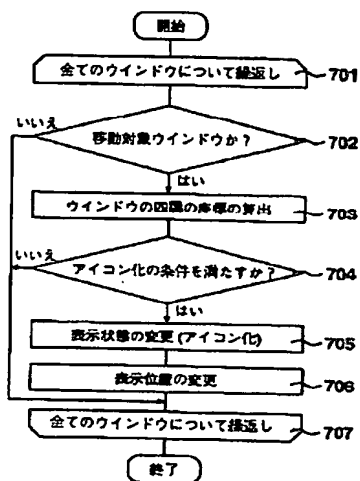 開始
全てのウインドウについて繰返し 701
移動対象ウインドウか? 702
いいえ
はい
ウインドウの四隅の座標の算出 703
アイコン化の条件を満たすか? 704
いいえ
はい
表示状態の変更(アイコン化) 705
表示位置の変更 706
全てのウインドウについて繰返し 707
終了